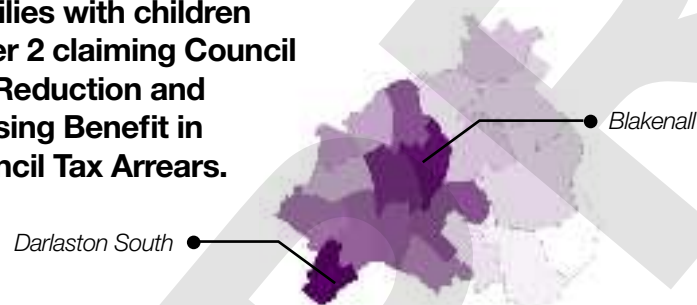 ilies with children
er 2 claiming Council
Reduction and
sing Benefit in
ncil Tax Arrears.
Blakenall
Darlaston South